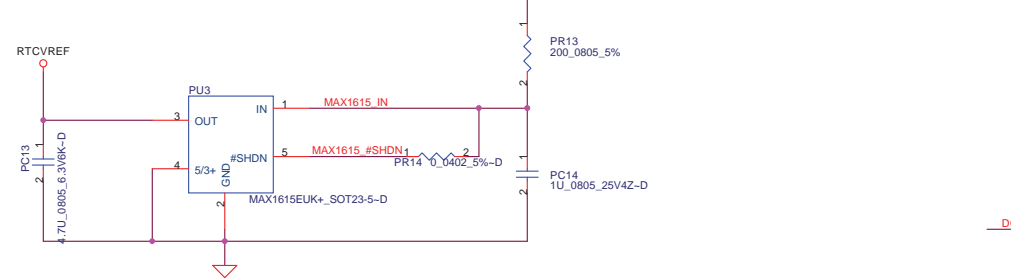 1
PR13
200_0805_5%
2
RTCVREF
PU3
IN
1
MAX1615_IN
3
OUT
1
PC13
2
4.7U_0805_6.3V6K~D
4
5/3+
#SHDN
5
MAX1615_#SHDN
1
2
PR14
0_0402_5%~D
GND
2
MAX1615EUK+_SOT23-5~D
1
PC14
1U_0805_25V4Z~D
2